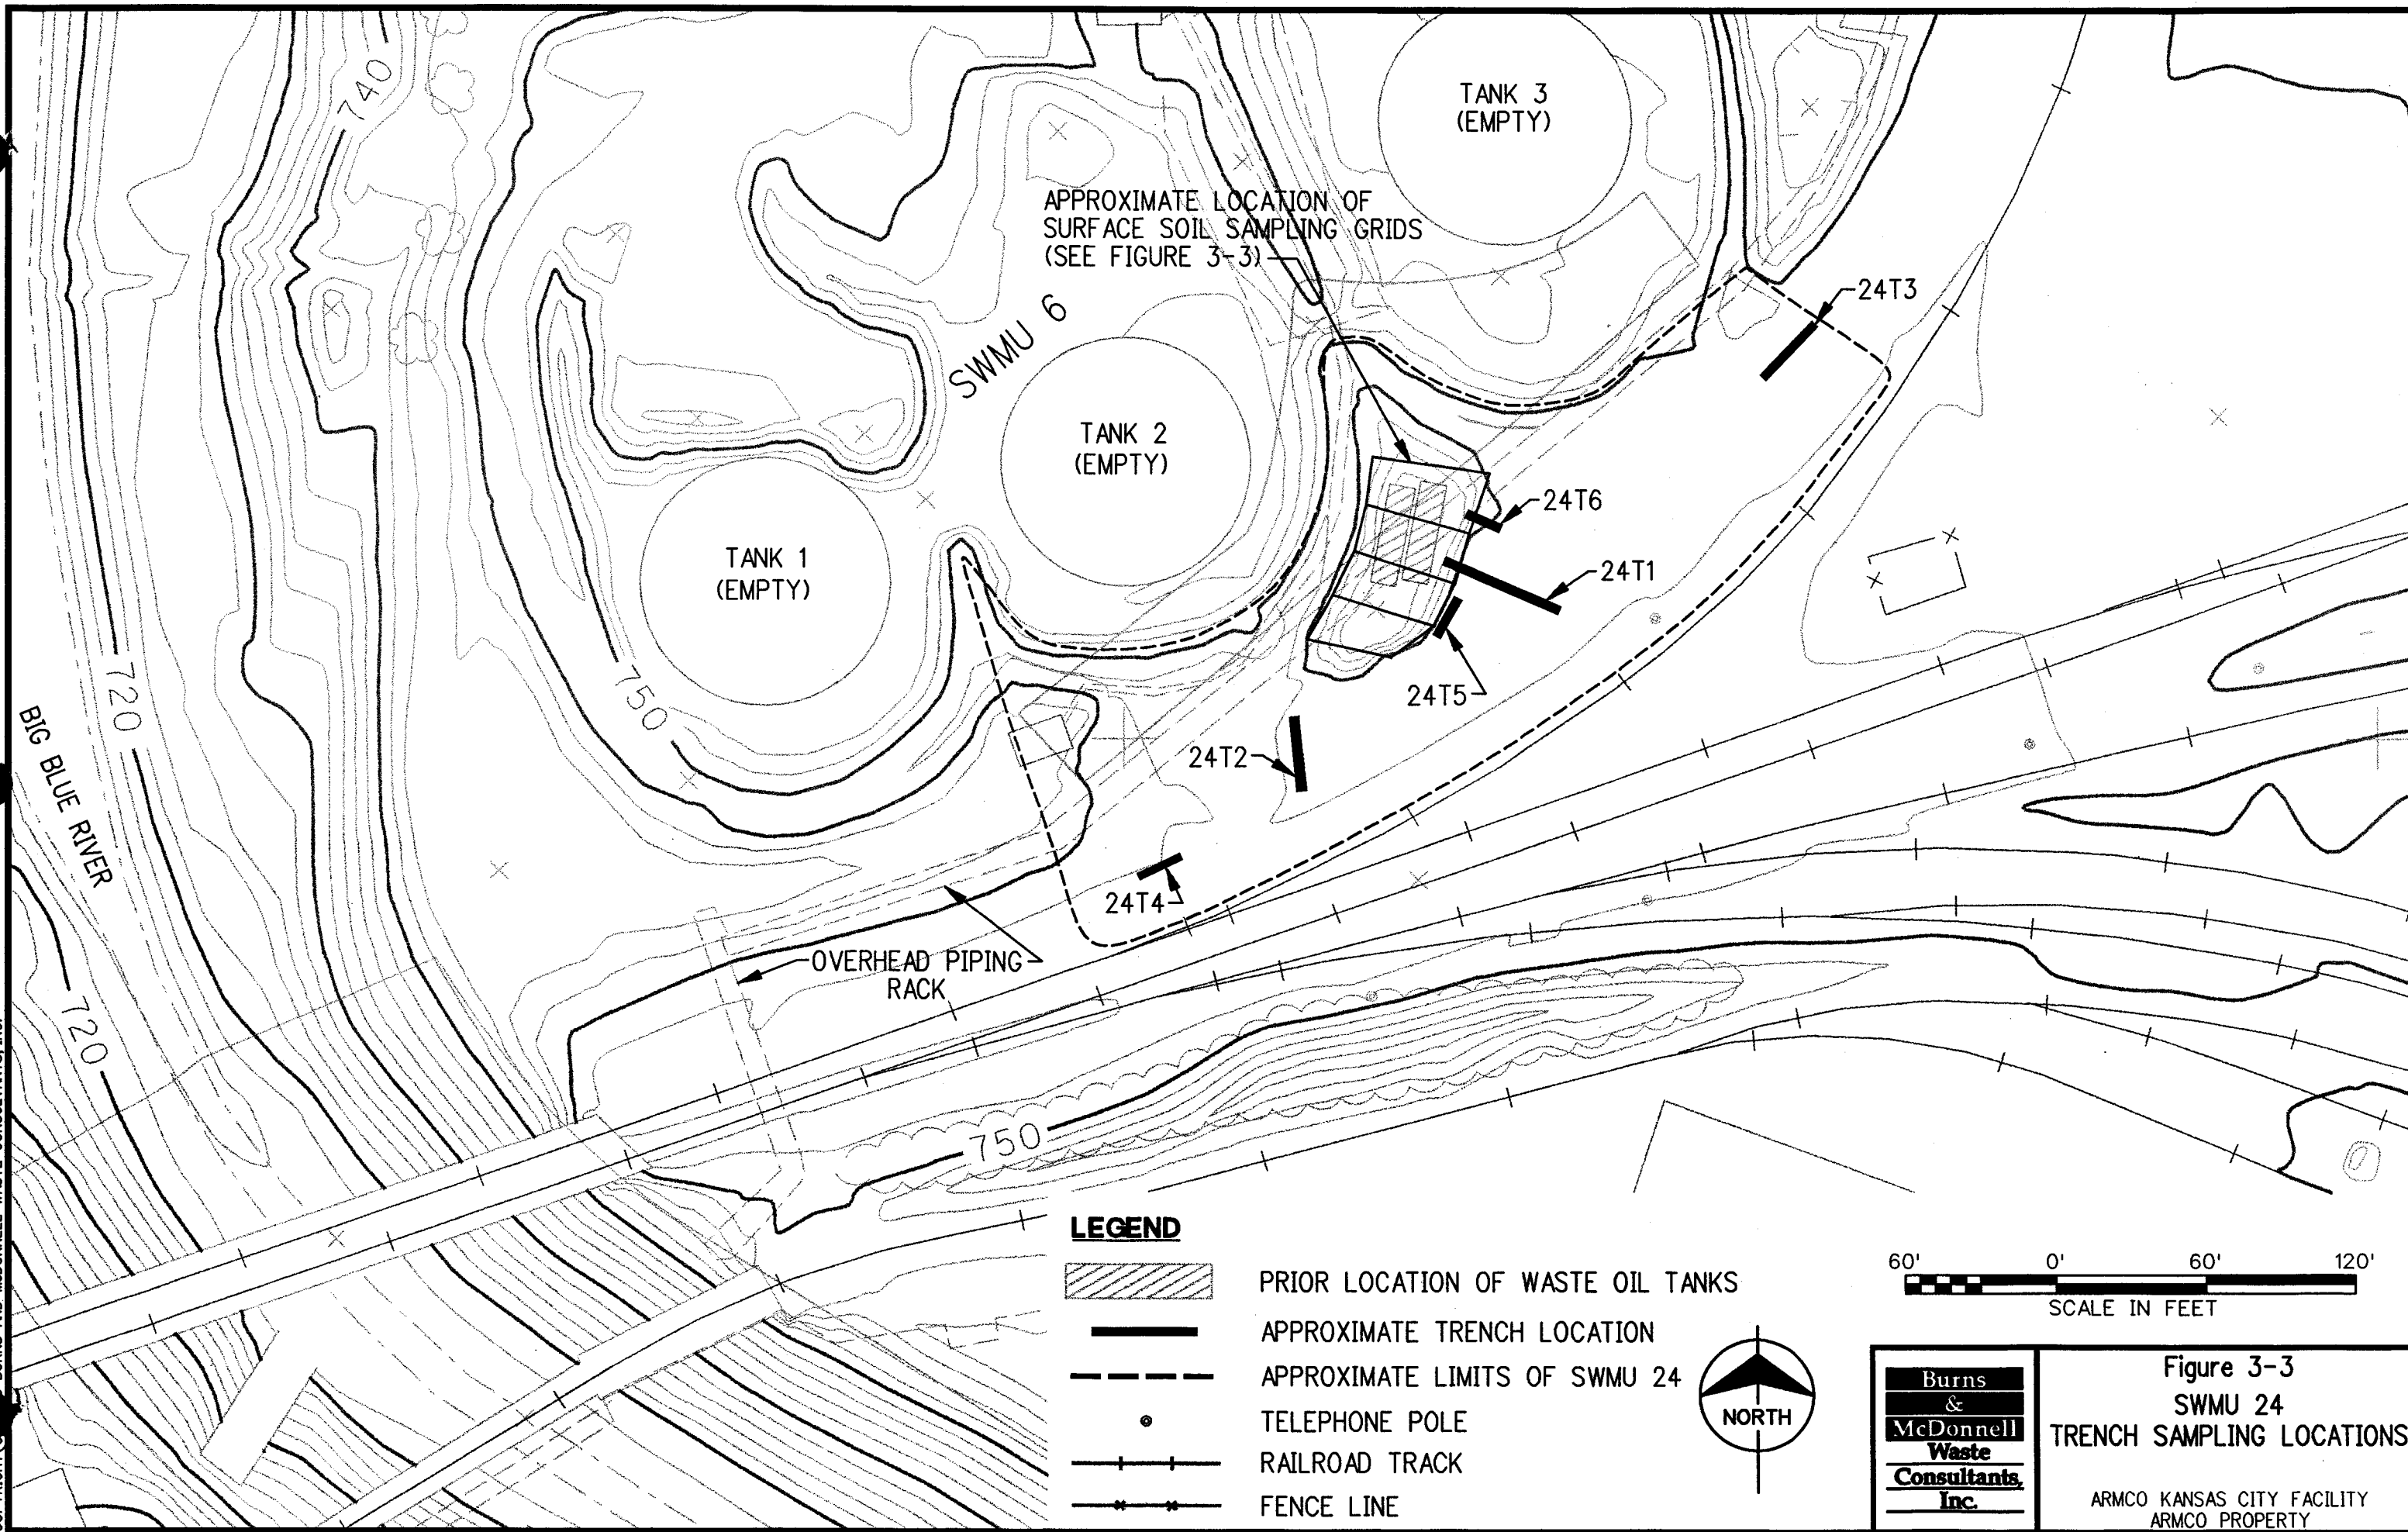 740
TANK 3
(EMPTY)
APPROXIMATE LOCATION OF
SURFACE SOIL SAMPLING GRIDS
(SEE FIGURE 3-3)
24T3
SWMU 6
TANK 2
(EMPTY)
24T6
TANK 1
(EMPTY)
24T1
720
750
24T5
BIG BLUE RIVER
24T2
24T4
OVERHEAD PIPING
RACK
720
750
LEGEND
PRIOR LOCATION OF WASTE OIL TANKS
APPROXIMATE TRENCH LOCATION
APPROXIMATE LIMITS OF SWMU 24
TELEPHONE POLE
RAILROAD TRACK
FENCE LINE
NORTH
60' 0' 60' 120'
SCALE IN FEET
Burns
&
McDonnell
Waste
Consultants,
Inc.
Figure 3-3
SWMU 24
TRENCH SAMPLING LOCATIONS
ARMCO KANSAS CITY FACILITY
ARMCO PROPERTY